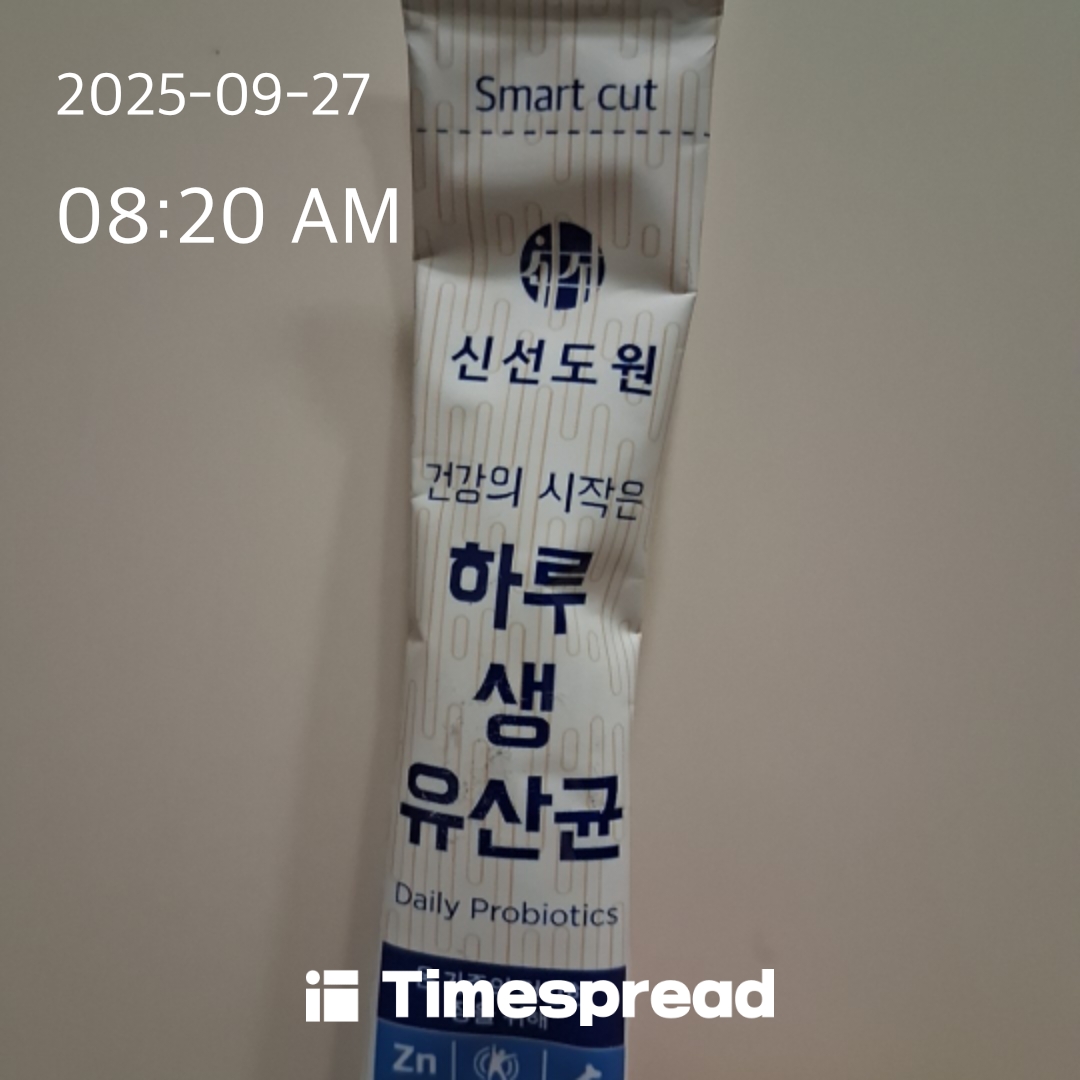 2025-09-27
08:20 AM
Smart cut
신선도원
건강의 시작은
하루
생
유산균
Daily Probiotics
Timespread
Zn